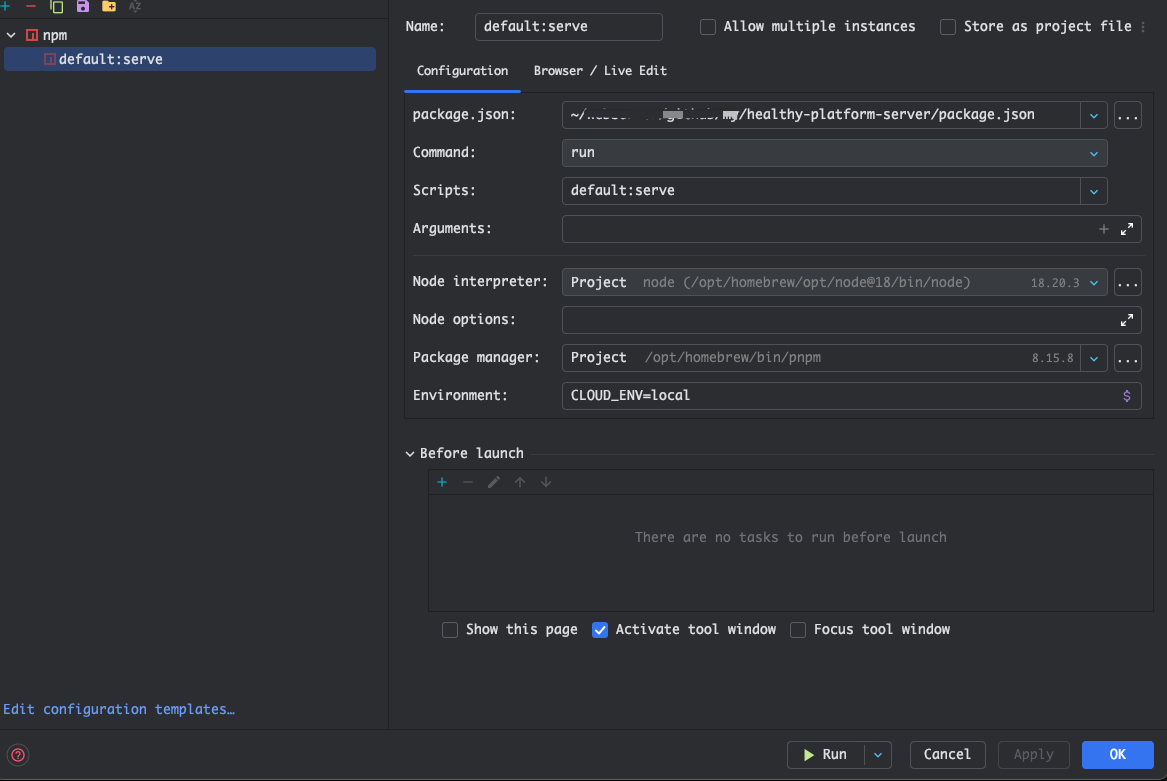 Name: default:serve Allow multiple instances Store as project file
npm
default:serve
Configuration Browser / Live Edit
package.json: /healthy-platform-server/package.json ...
Command: run
Scripts: default:serve
Arguments:
Node interpreter: Project node (/opt/homebrew/opt/node@18/bin/node) 18.20.3 ...
Node options:
Package manager: Project /opt/homebrew/bin/pnpm 8.15.8 ...
Environment: CLOUD_ENV=local $
Before launch
There are no tasks to run before launch
Show this page Activate tool window Focus tool window
Edit configuration templates…
? Run Cancel Apply OK